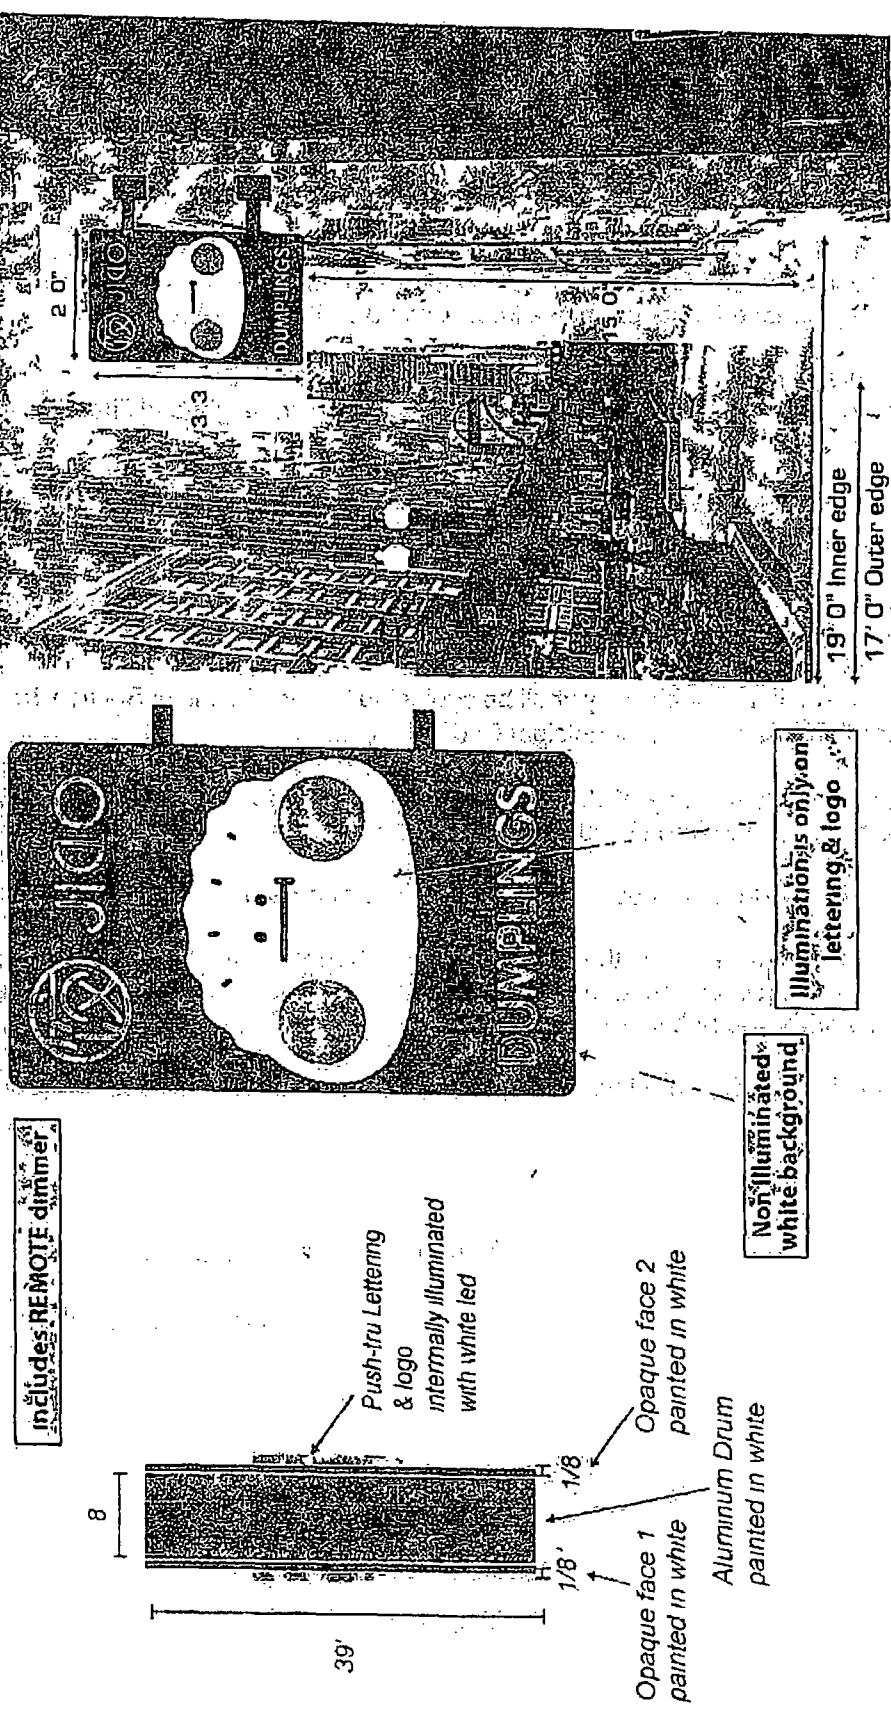 Includes REMOTE dimmer
8
39'
1/8'
1/8
Push-tru Lettering
& logo
internally illuminated
with white led
Opaque face 1
painted in white
Aluminum Drum
painted in white
Opaque face 2
painted in white
JIAO
DUMPLINGS
Non Illuminated
white background
Illumination is only on
lettering & logo
2 0"
JIAO
DUMPLINGS
3 3
15 0
19' 0" Inner edge
17' 0" Outer edge